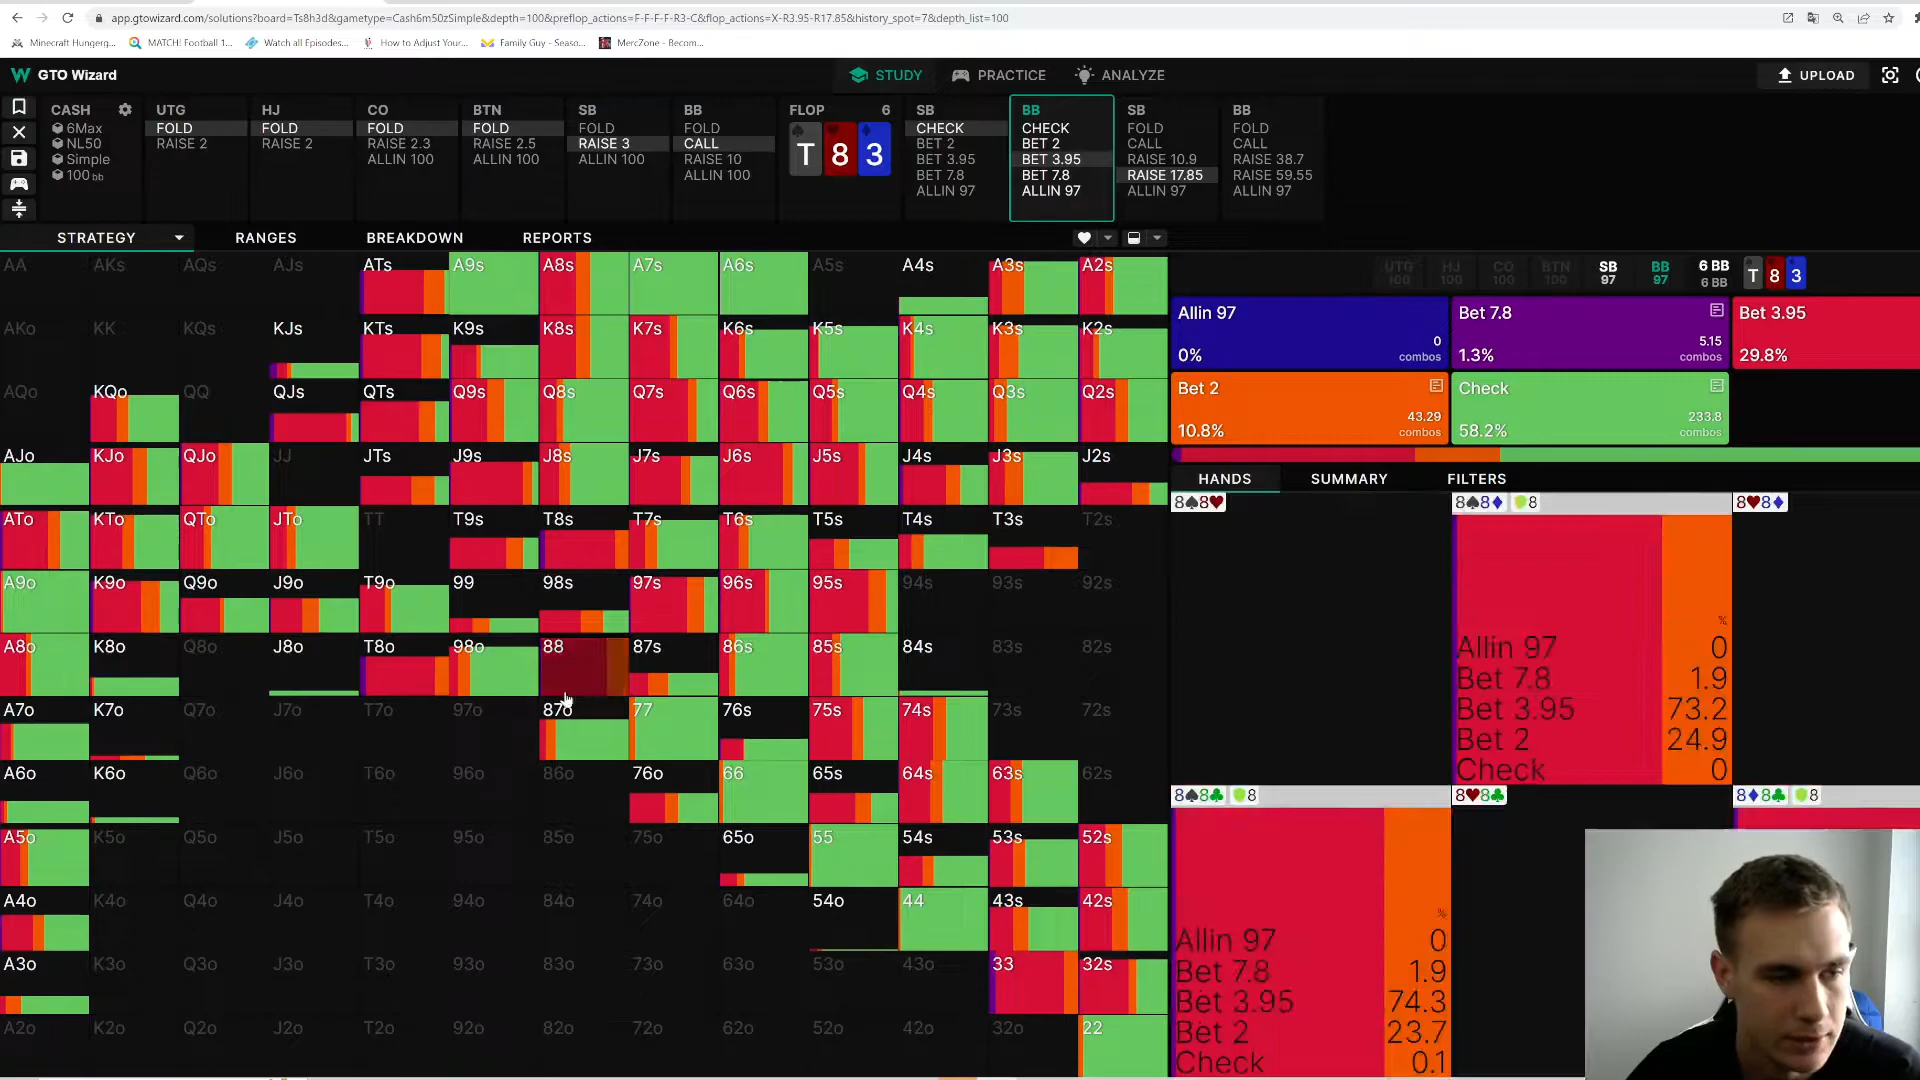 app.gtowizard.com/solutions?board=Ts8h3d&gametype=Cash6m50zSimple&depth=100&preflop_actions=F-F-F-F-R3-C&flop_actions=X-R3.95-R17.85&history_spot=7&depth_list=100
Minecraft Hungerg... MATCH! Football 1... Watch all Episodes... How to Adjust Your... Family Guy - Seaso... MercZone - Becom...
W GTO Wizard STUDY PRACTICE ANALYZE UPLOAD
CASH UTG HJ CO BTN SB BB FLOP 6 SB BB SB BB
6Max FOLD FOLD FOLD FOLD FOLD FOLD CHECK CHECK FOLD FOLD
NL50 RAISE 2 RAISE 2 RAISE 2.3 RAISE 2.5 RAISE 3 CALL T 8 3 BET 2 BET 2 CALL CALL
Simple ALLIN 100 ALLIN 100 ALLIN 100 RAISE 10 BET 3.95 BET 3.95 RAISE 10.9 RAISE 38.7
100 bb ALLIN 100 BET 7.8 BET 7.8 RAISE 17.85 RAISE 59.55
ALLIN 97 ALLIN 97 ALLIN 97 ALLIN 97
STRATEGY RANGES BREAKDOWN REPORTS
AA AKs AQs AJs ATs A9s A8s A7s A6s A5s A4s A3s A2s
AKo KK KQs KJs KTs K9s K8s K7s K6s K5s K4s K3s K2s
AQo KQo QQ QJs QTs Q9s Q8s Q7s Q6s Q5s Q4s Q3s Q2s
AJo KJo QJo JJ JTs J9s J8s J7s J6s J5s J4s J3s J2s
ATo KTo QTo JTo TT T9s T8s T7s T6s T5s T4s T3s T2s
A9o K9o Q9o J9o T9o 99 98s 97s 96s 95s 94s 93s 92s
A8o K8o Q8o J8o T8o 98o 88 87s 86s 85s 84s 83s 82s
A7o K7o Q7o J7o T7o 97o 87o 77 76s 75s 74s 73s 72s
A6o K6o Q6o J6o T6o 96o 86o 76o 66 65s 64s 63s 62s
A5o K5o Q5o J5o T5o 95o 85o 75o 65o 55 54s 53s 52s
A4o K4o Q4o J4o T4o 94o 84o 74o 64o 54o 44 43s 42s
A3o K3o Q3o J3o T3o 93o 83o 73o 63o 53o 43o 33 32s
A2o K2o Q2o J2o T2o 92o 82o 72o 62o 52o 42o 32o 22
UTG HJ CO BTN SB BB 6 BB T 8 3
100 100 100 100 97 97 6 BB
Allin 97 Bet 7.8 Bet 3.95
0 5.15
0% combos 1.3% combos 29.8%
Bet 2 Check
43.29 233.8
10.8% combos 58.2% combos
HANDS SUMMARY FILTERS
8♠8♥ 8♠8♦ 8 8♥8♦
%
Allin 97 0
Bet 7.8 1.9
Bet 3.95 73.2
Bet 2 24.9
Check 0
8♠8♣ 8 8♥8♣ 8♦8♣ 8
%
Allin 97 0
Bet 7.8 1.9
Bet 3.95 74.3
Bet 2 23.7
Check 0.1